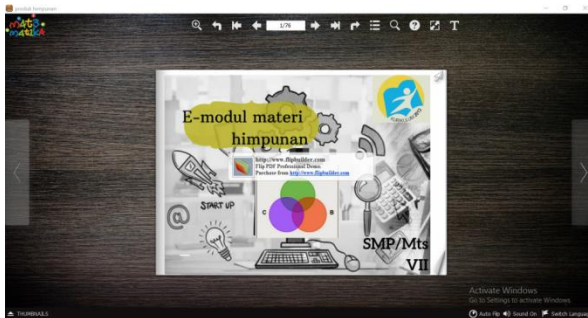 produk himpunan
1/76
E-modul materi
himpunan
http://www.flipbuilder.com
Flip PDF Professional Demo.
Purchase from http://www.flipbuilder.com
START UP
C
B
SMP/Mts
VII
Activate Windows
Go to Settings to activate Windows.
THUMBNAILS
Auto Flip
Sound On
Switch Language